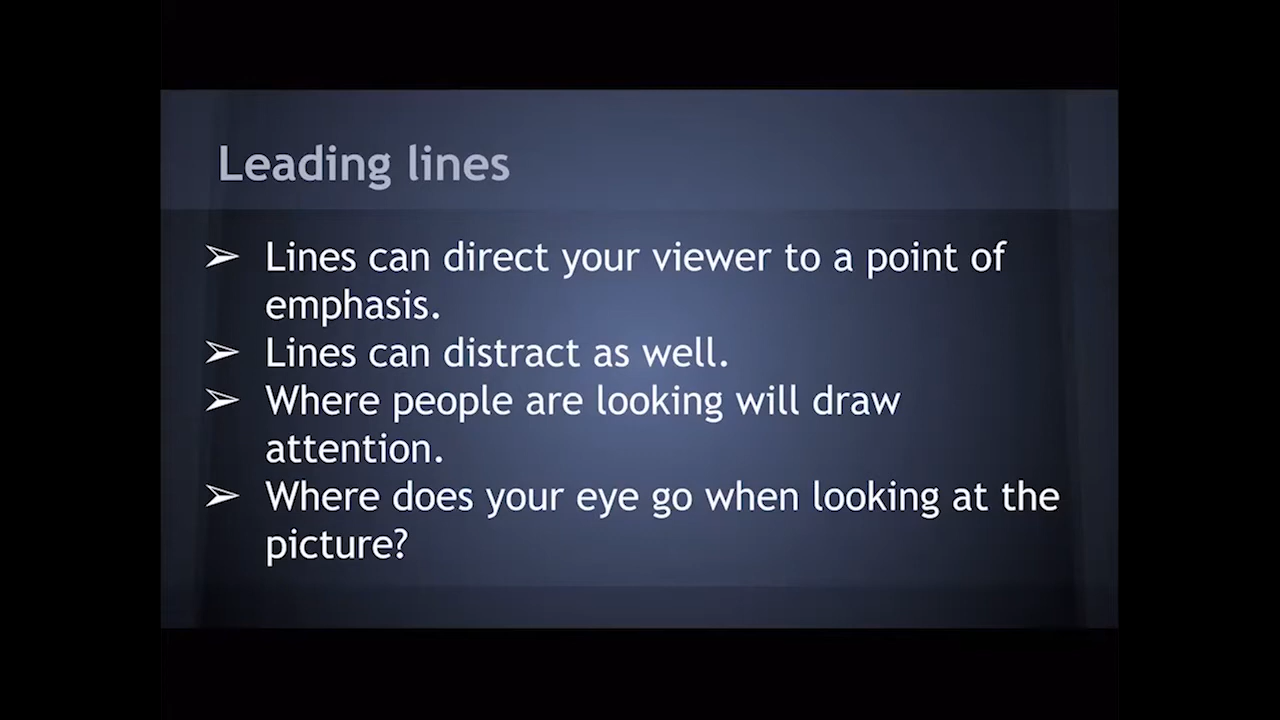 Leading lines
➢ Lines can direct your viewer to a point of
emphasis.
➢ Lines can distract as well.
➢ Where people are looking will draw
attention.
➢ Where does your eye go when looking at the
picture?